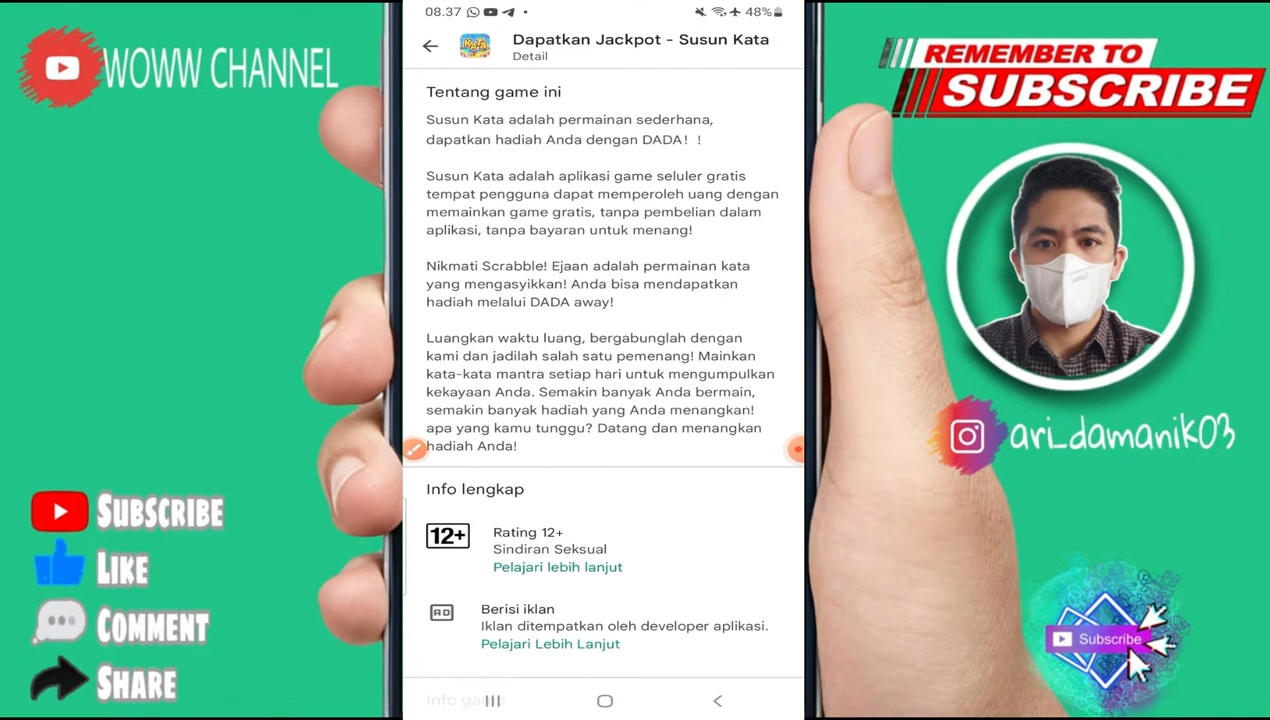 WOWW CHANNEL
08.37
48%
Dapatkan Jackpot - Susun Kata
Detail
Tentang game ini
Susun Kata adalah permainan sederhana,
dapatkan hadiah Anda dengan DADA！！
Susun Kata adalah aplikasi game seluler gratis
tempat pengguna dapat memperoleh uang dengan
memainkan game gratis, tanpa pembelian dalam
aplikasi, tanpa bayaran untuk menang!
Nikmati Scrabble! Ejaan adalah permainan kata
yang mengasyikkan! Anda bisa mendapatkan
hadiah melalui DADA away!
Luangkan waktu luang, bergabunglah dengan
kami dan jadilah salah satu pemenang! Mainkan
kata-kata mantra setiap hari untuk mengumpulkan
kekayaan Anda. Semakin banyak Anda bermain,
semakin banyak hadiah yang Anda menangkan!
apa yang kamu tunggu? Datang dan menangkan
hadiah Anda!
Info lengkap
12+
Rating 12+
Sindiran Seksual
Pelajari lebih lanjut
AD
Berisi iklan
Iklan ditempatkan oleh developer aplikasi.
Pelajari Lebih Lanjut
Info game
SUBSCRIBE
LIKE
COMMENT
SHARE
REMEMBER TO
SUBSCRIBE
ari_damanik03
Subscribe